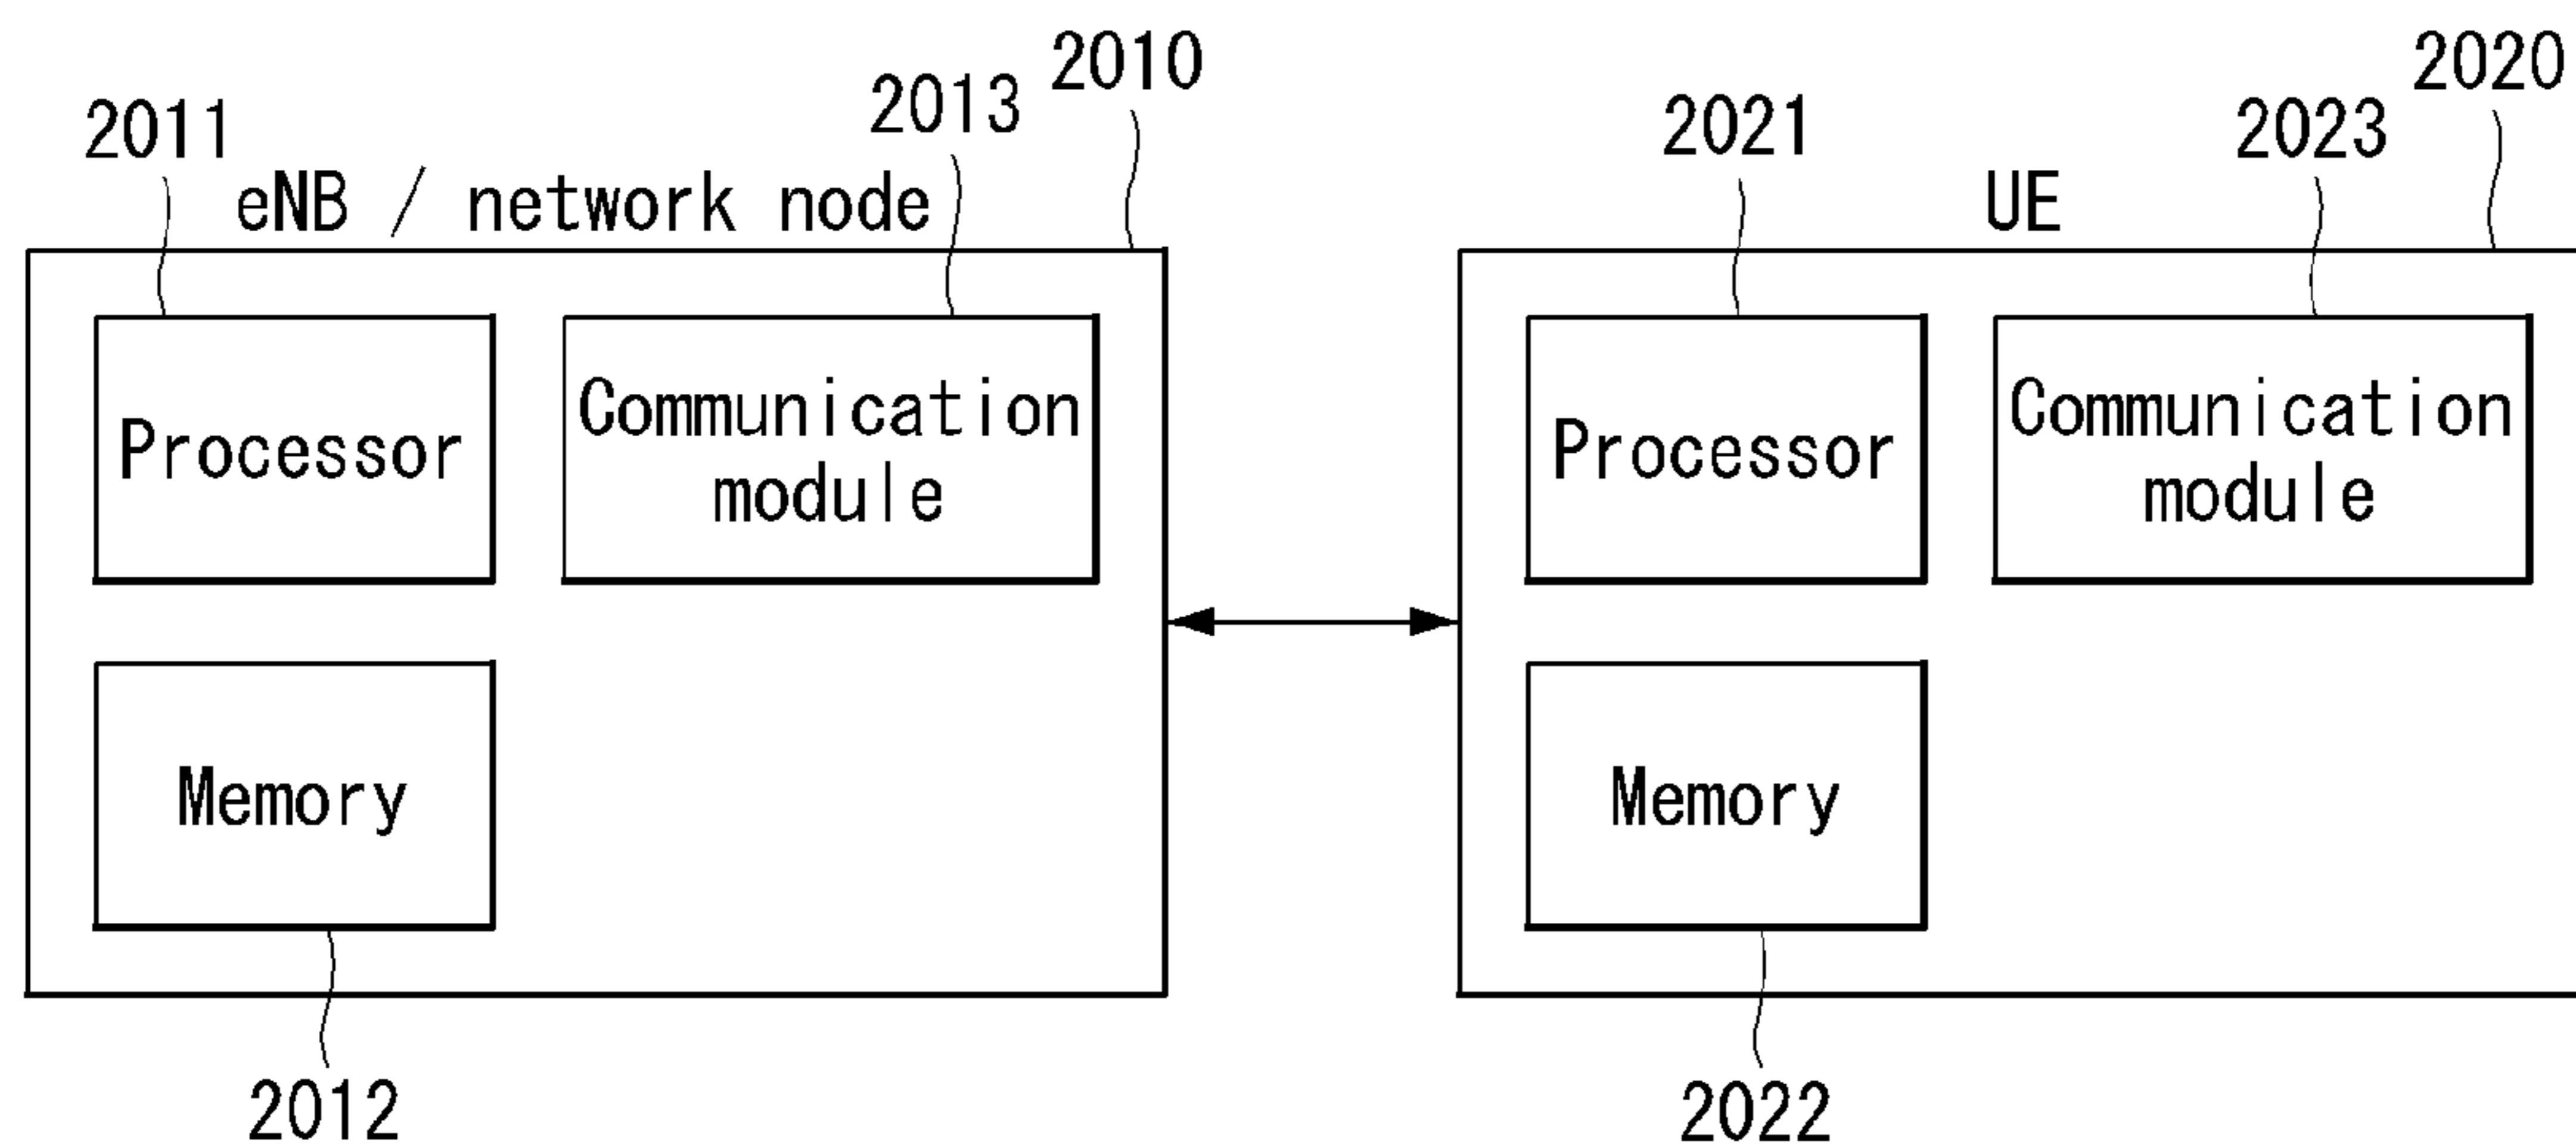 2010
2020
2013
2011
2021
2023
eNB / network node
UE
Processor
Communication
module
Processor
Communication
module
Memory
Memory
2012
2022